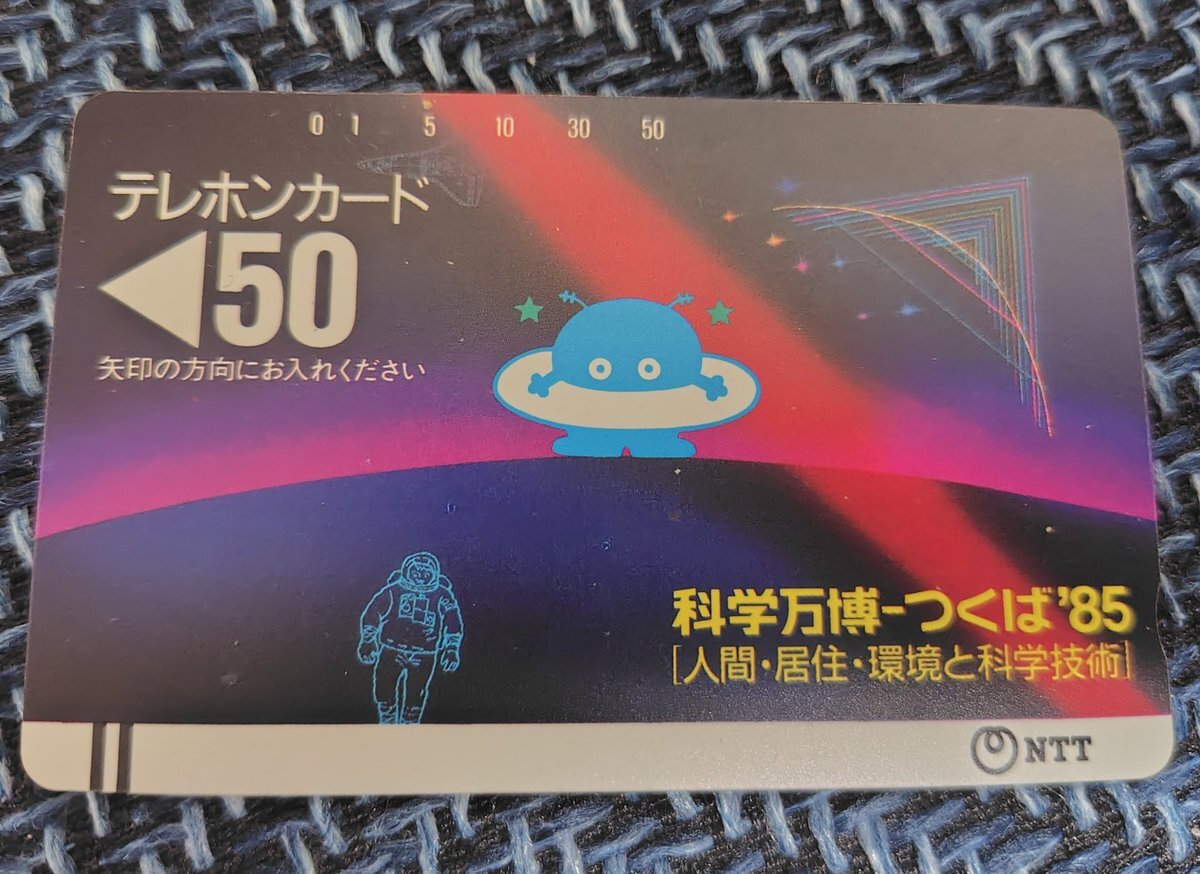 0 1 5 10 30 50
テレホンカード
50
矢印の方向にお入れください
科学万博-つくば'85
[人間・居住・環境と科学技術]
NTT